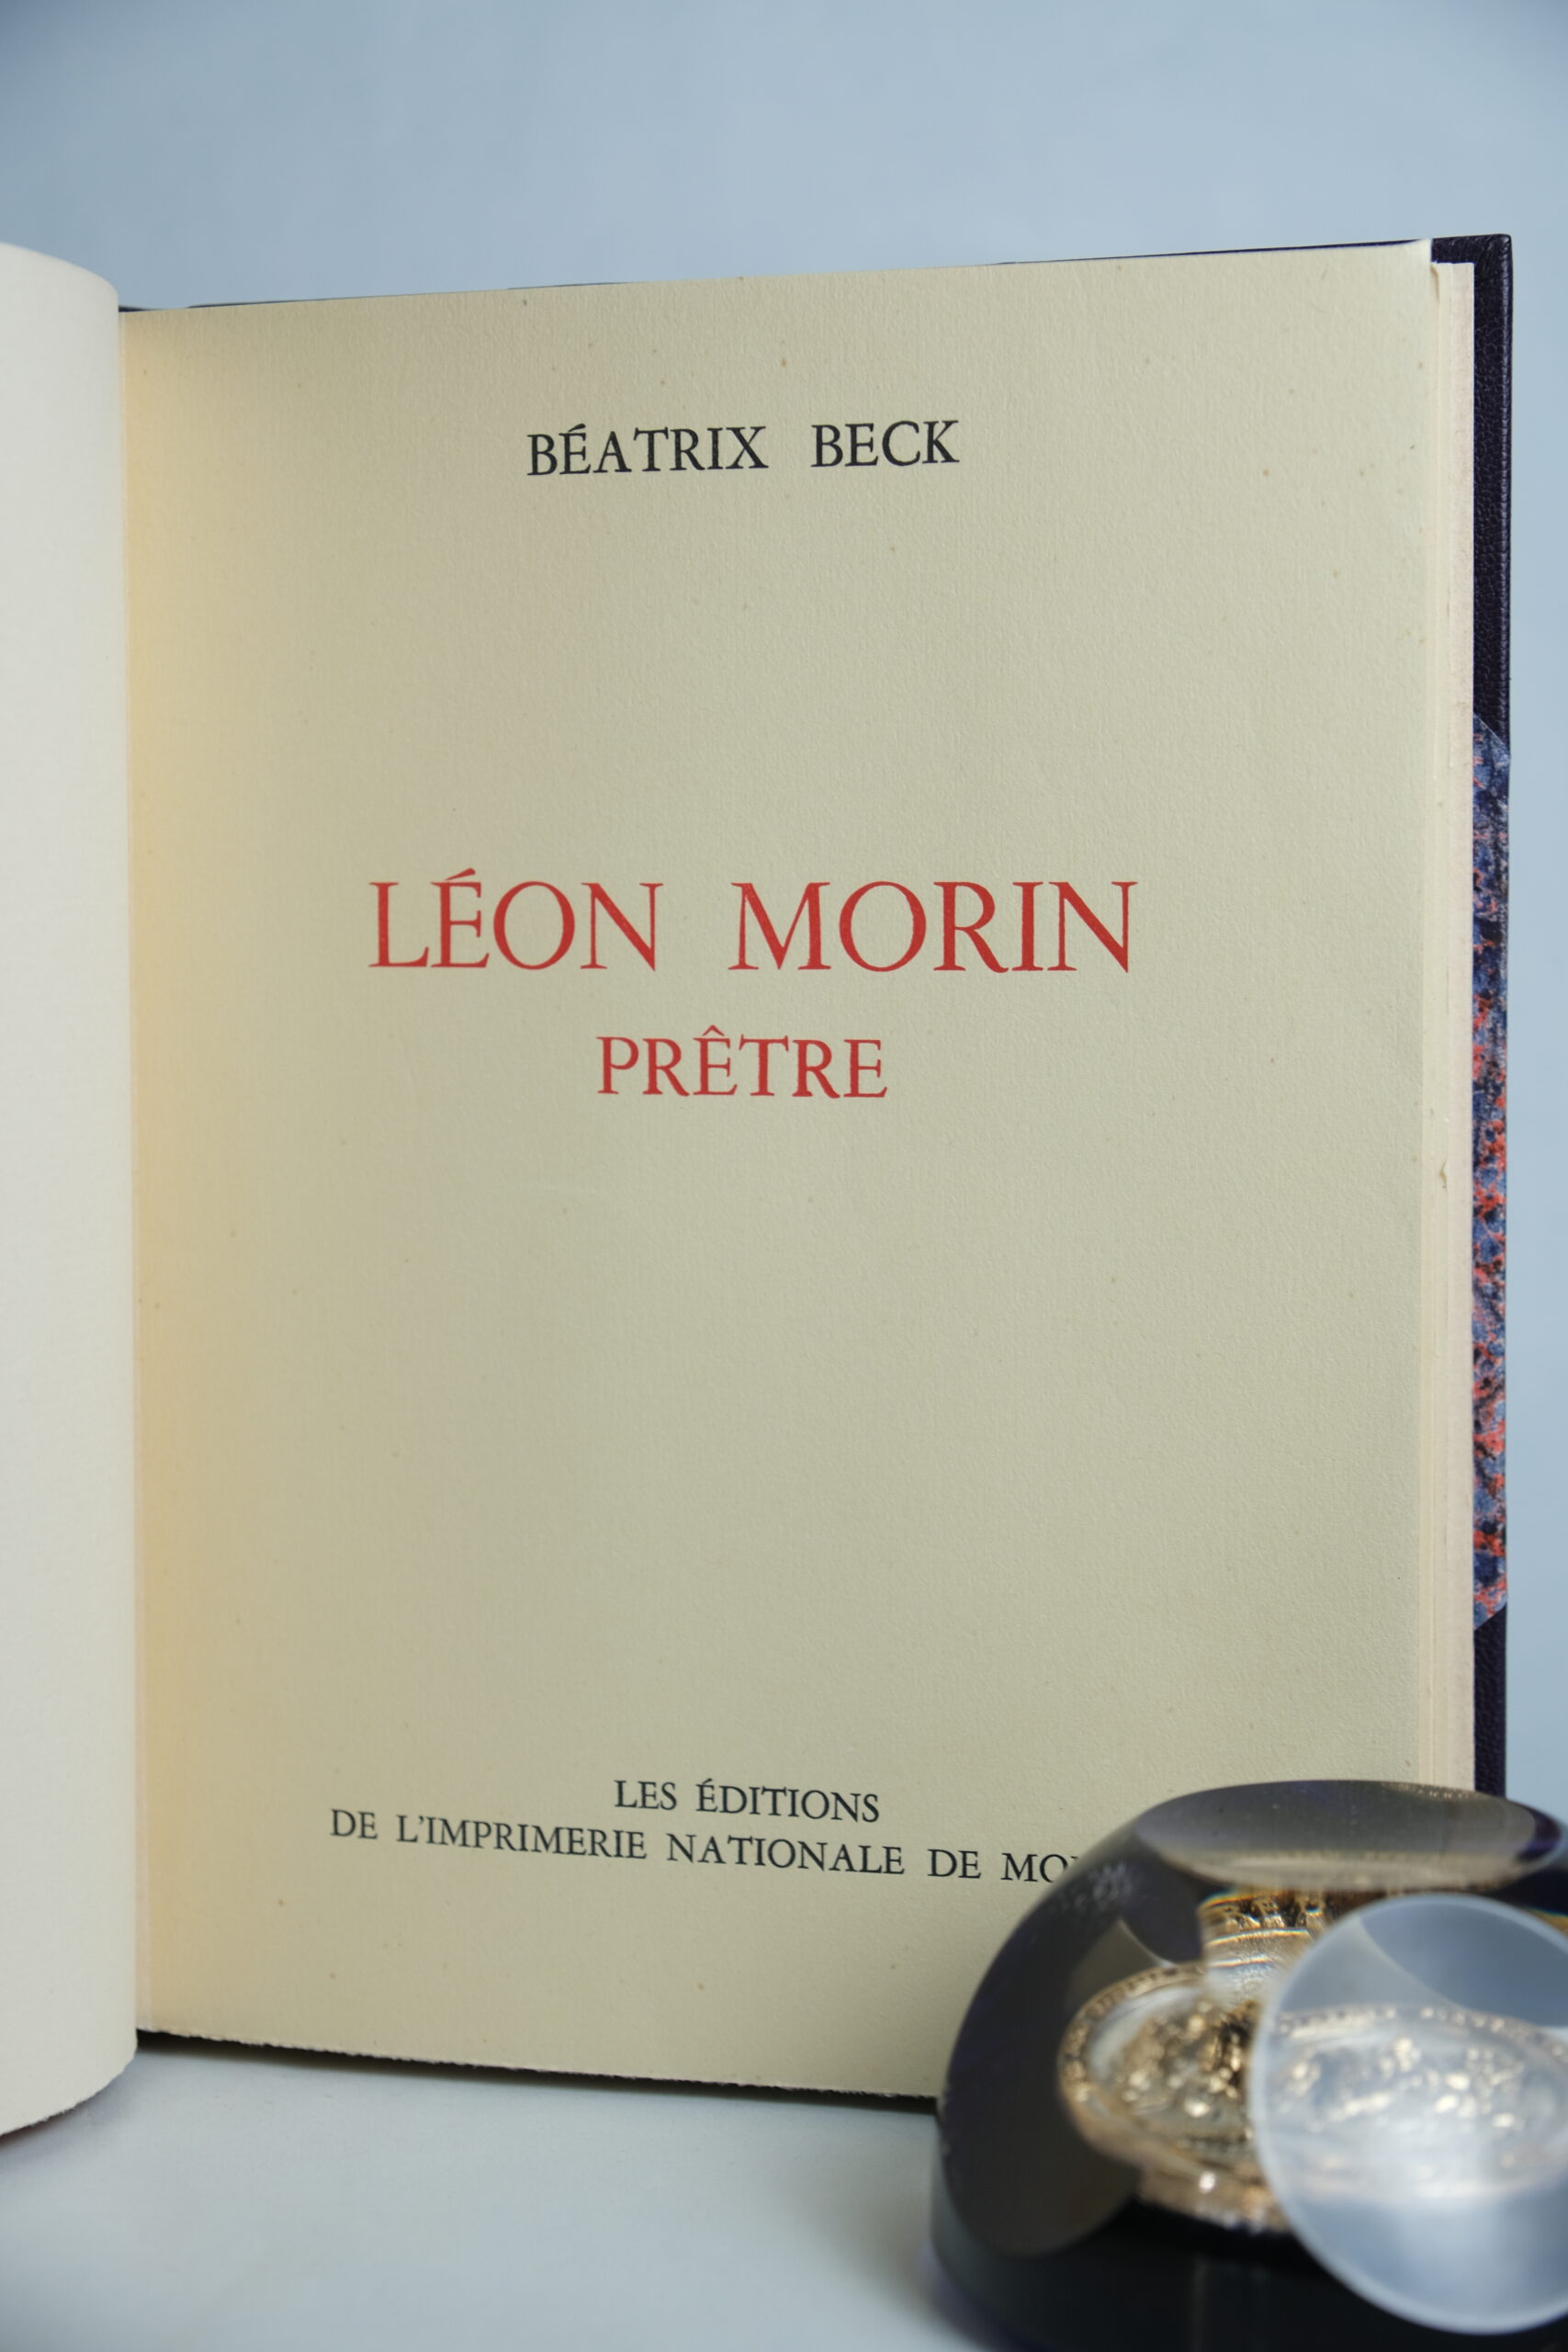 BÉATRIX BECK
LÉON MORIN
PRÊTRE
LES ÉDITIONS
DE L'IMPRIMERIE NATIONALE DE